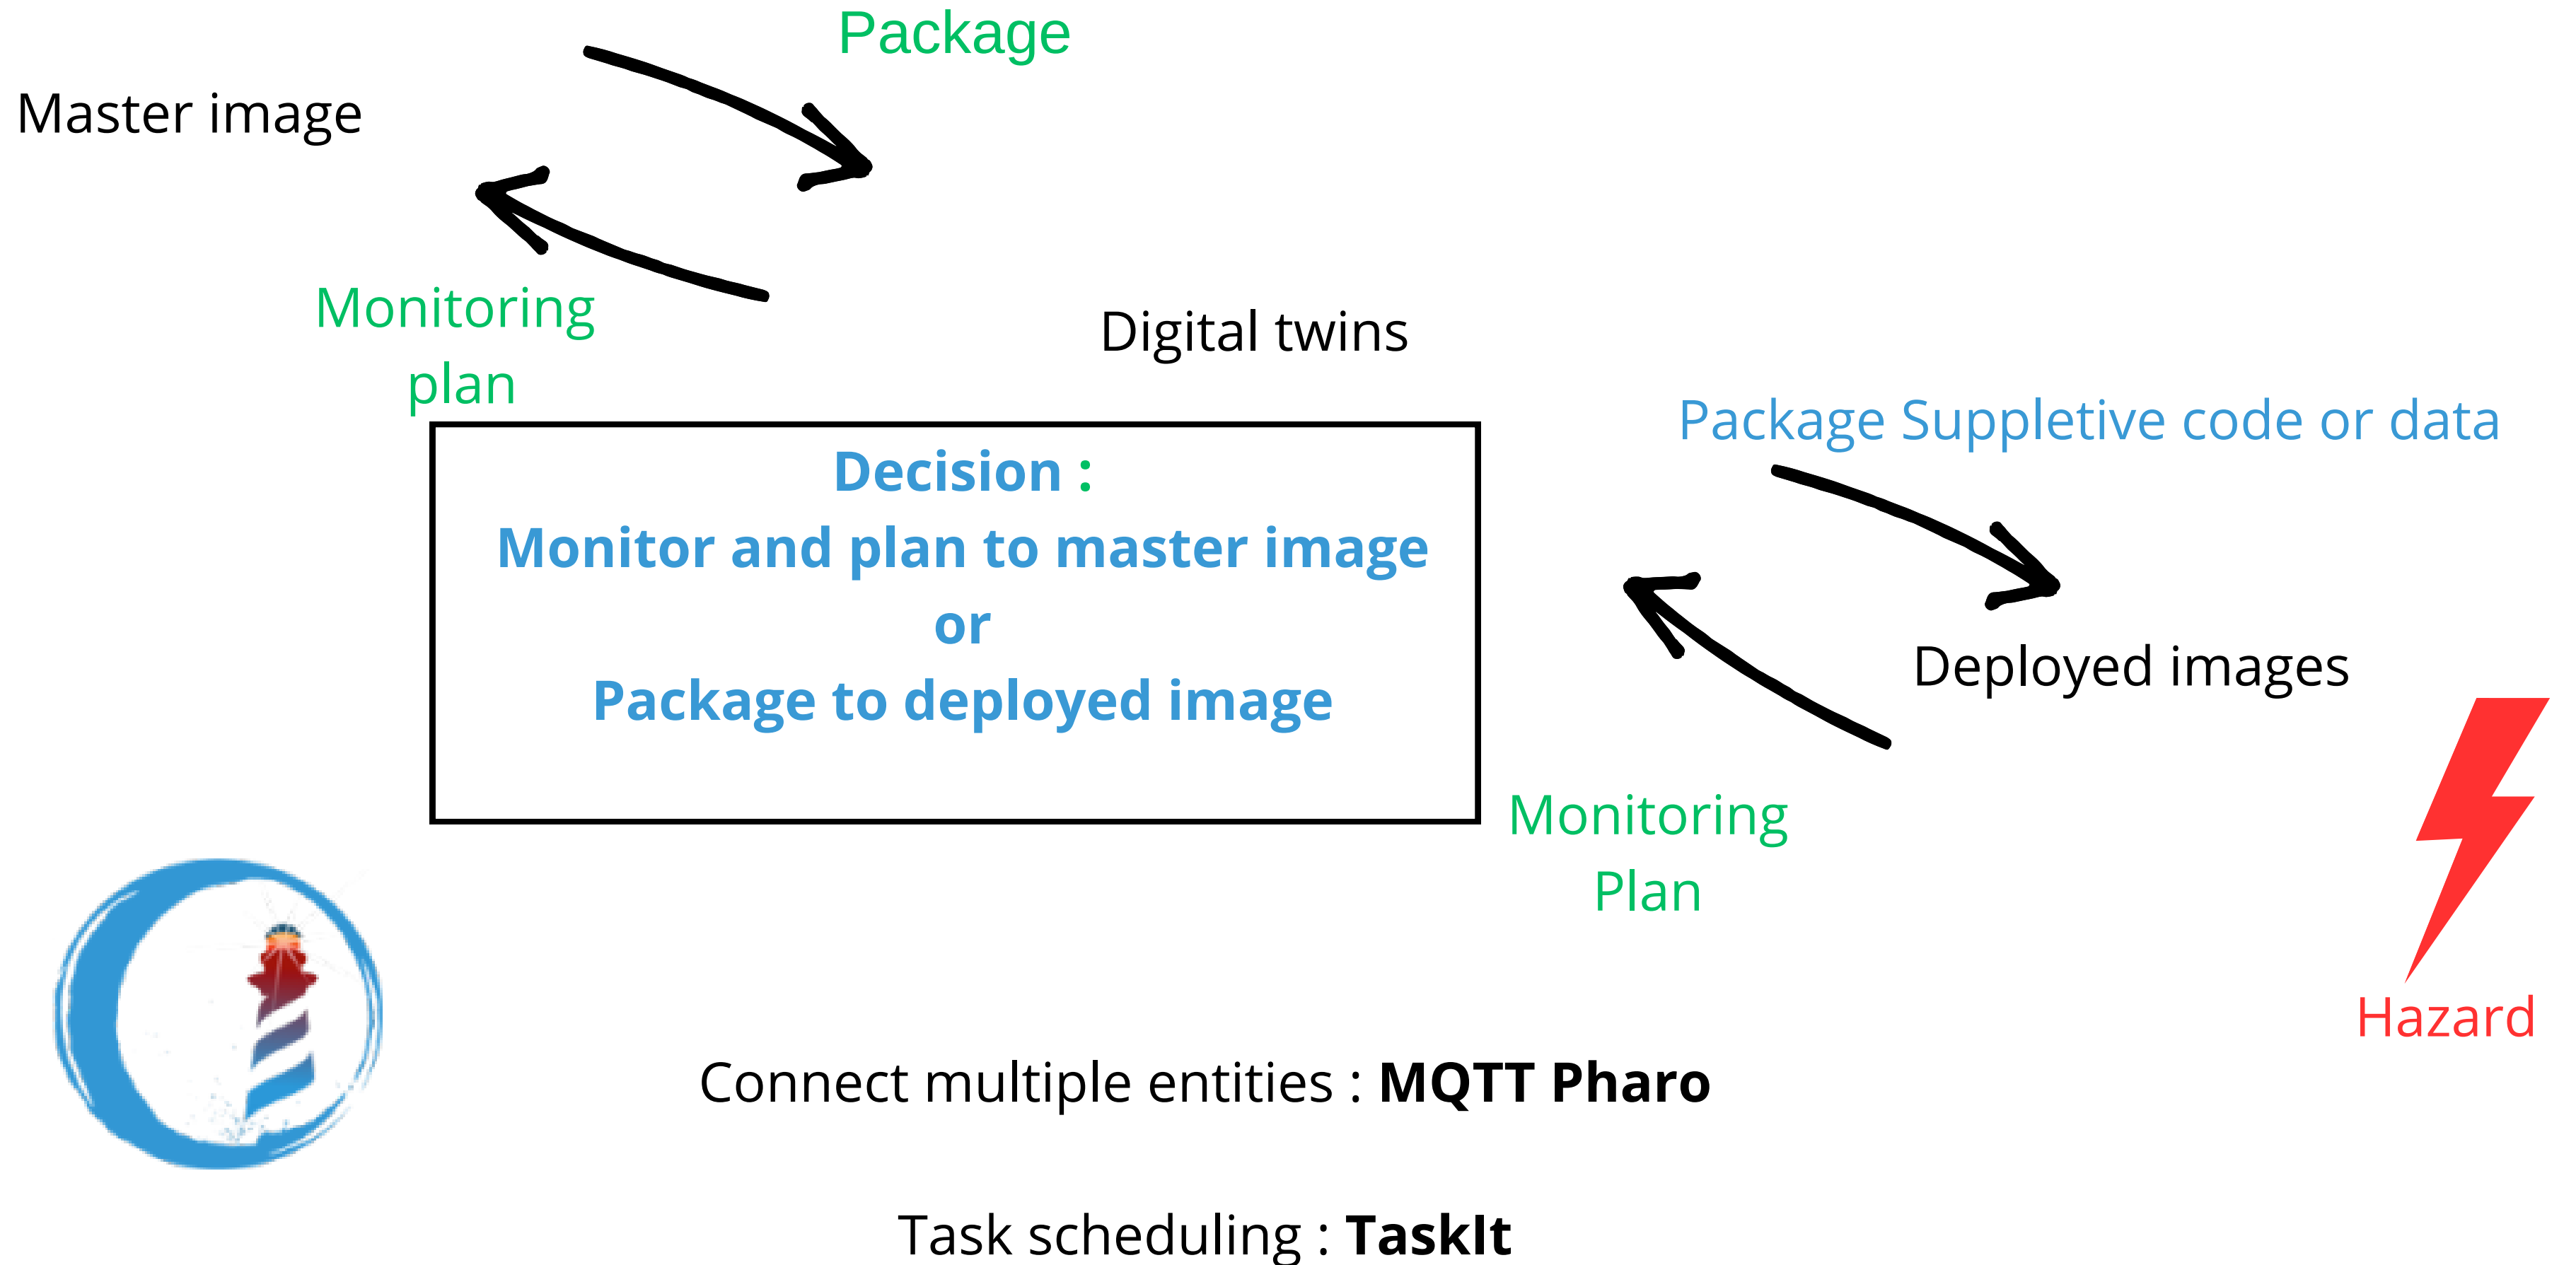 Package
Master image
Monitoring
plan
Digital twins
Package Suppletive code or data
Decision :
Monitor and plan to master image
or
Package to deployed image
Deployed images
Monitoring
Plan
Hazard
Connect multiple entities : MQTT Pharo
Task scheduling : TaskIt